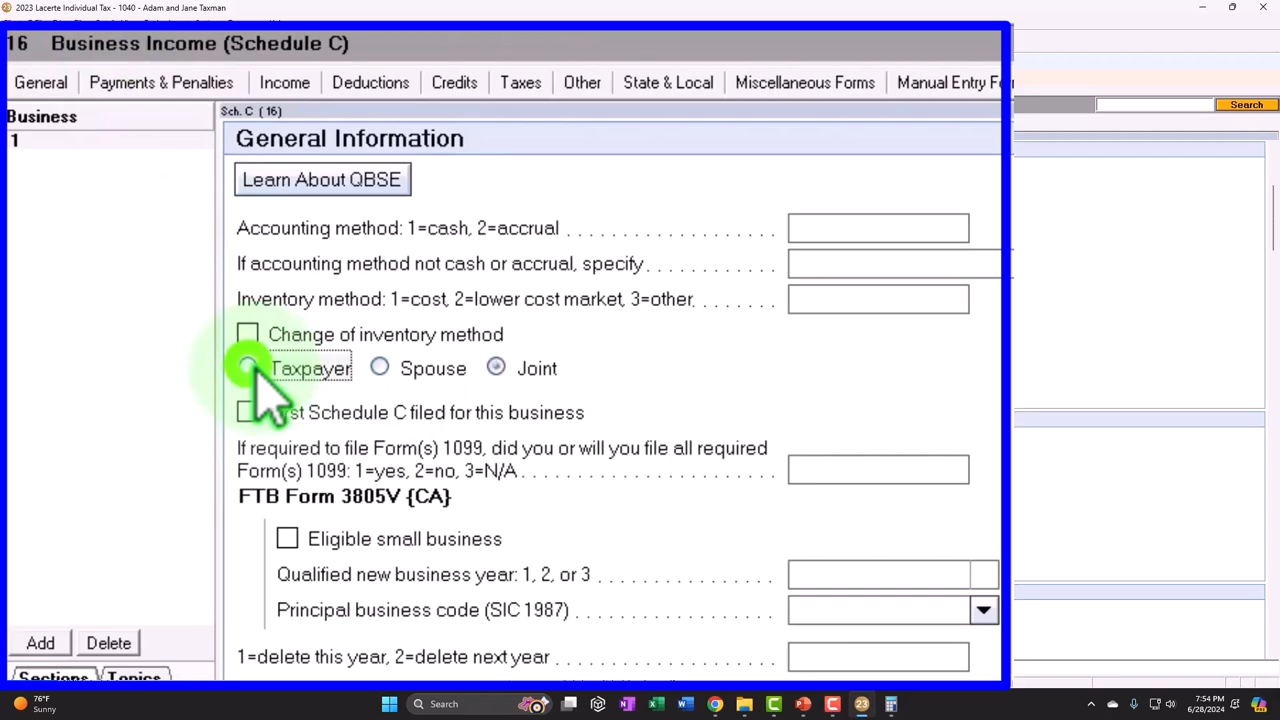 2023 Lacerte Individual Tax - 1040 - Adam and Jane Taxman
16 Business Income (Schedule C)
General Payments & Penalties Income Deductions Credits Taxes Other State & Local Miscellaneous Forms Manual Entry
Search
Business
1
Sch. C (16)
General Information
Learn About QBSE
Accounting method: 1=cash, 2=accrual
If accounting method not cash or accrual, specify
Inventory method: 1=cost, 2=lower cost market, 3=other
Change of inventory method
Taxpayer Spouse Joint
Schedule C filed for this business
If required to file Form(s) 1099, did you or will you file all required
Form(s) 1099: 1=yes, 2=no, 3=N/A
FTB Form 3805V {CA}
Eligible small business
Qualified new business year: 1, 2, or 3
Principal business code (SIC 1987)
1=delete this year, 2=delete next year
Add Delete
Sections Topics
76°F
Sunny
Search
7:54 PM
6/28/2024